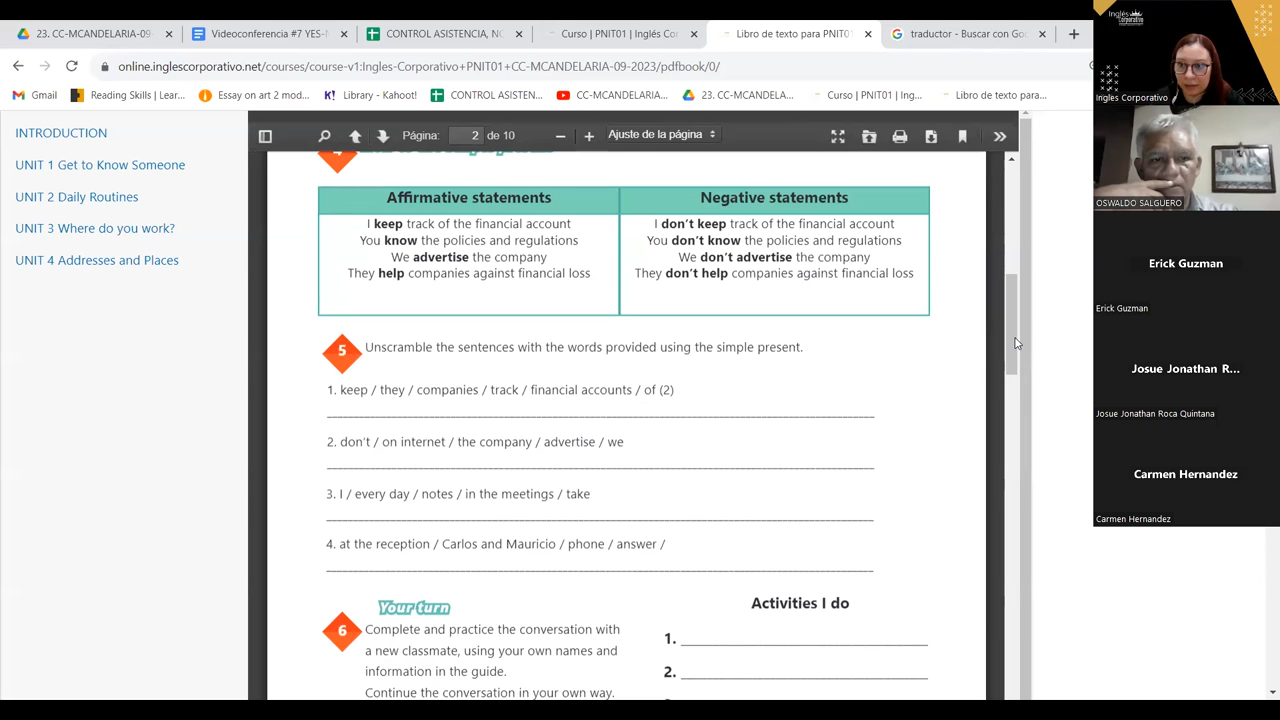 23. CC-MCANDELARIA-09-
Videoconferencia #7 YES-
CONTROL ASISTENCIA, NO
Curso | PNIT01 | Inglés Co
Libro de texto para PNIT01
traductor - Buscar con Goo
online.inglescorporativo.net/courses/course-v1:Ingles-Corporativo+PNIT01+CC-MCANDELARIA-09-2023/pdfbook/0/
Gmail
Reading Skills | Lear...
Essay on art 2 mod...
Library - Kah
CONTROL ASISTEN...
CC-MCANDELARIA...
23. CC-MCANDELA...
Curso | PNIT01 | Ing...
Libro de texto para...
INTRODUCTION
UNIT 1 Get to Know Someone
UNIT 2 Daily Routines
UNIT 3 Where do you work?
UNIT 4 Addresses and Places
Página: 2 de 10
Ajuste de la página
Affirmative statements
I keep track of the financial account
You know the policies and regulations
We advertise the company
They help companies against financial loss
Negative statements
I don't keep track of the financial account
You don't know the policies and regulations
We don't advertise the company
They don't help companies against financial loss
5 Unscramble the sentences with the words provided using the simple present.
1. keep / they / companies / track / financial accounts / of (2)
2. don't / on internet / the company / advertise / we
3. I / every day / notes / in the meetings / take
4. at the reception / Carlos and Mauricio / phone / answer /
Your turn
6 Complete and practice the conversation with
a new classmate, using your own names and
information in the guide.
Continue the conversation in your own way.
Activities I do
1.
2.
Inglés
Corporativo
Ingles Corporativo
OSWALDO SALGUERO
Erick Guzman
Erick Guzman
Josue Jonathan R...
Josue Jonathan Roca Quintana
Carmen Hernandez
Carmen Hernandez